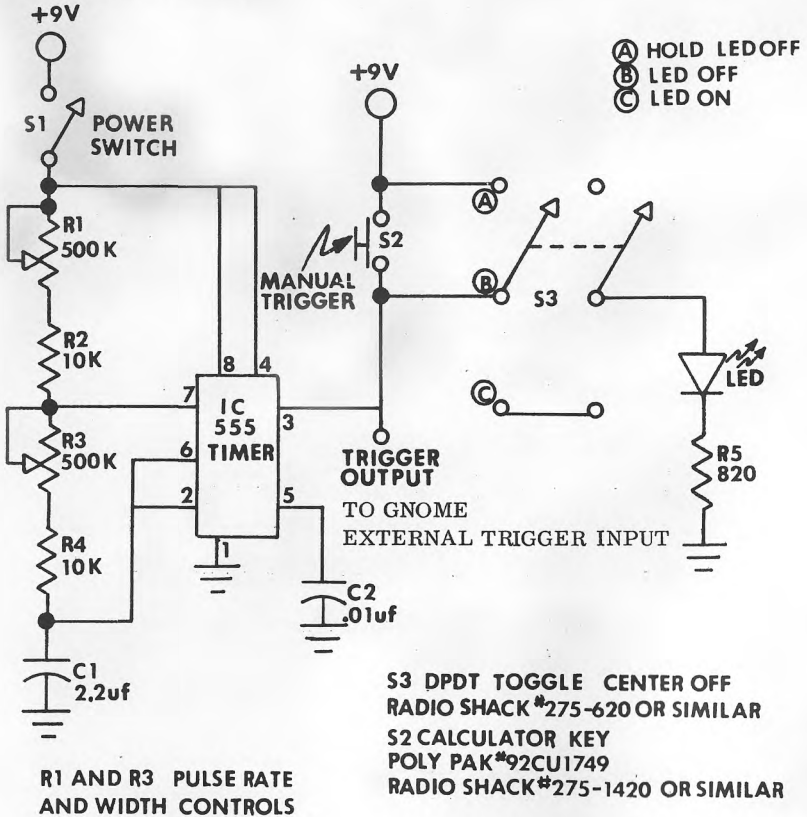 +9V
S1
POWER
SWITCH
R1
500K
R2
10K
R3
500K
R4
10K
C1
2.2uf
8
4
7
6
2
3
5
1
IC
555
TIMER
C2
.01uf
+9V
S2
MANUAL
TRIGGER
TRIGGER
OUTPUT
TO GNOME
EXTERNAL TRIGGER INPUT
A HOLD LED OFF
B LED OFF
C LED ON
A
B
C
S3
LED
R5
820
S3 DPDT TOGGLE CENTER OFF
RADIO SHACK #275-620 OR SIMILAR
S2 CALCULATOR KEY
POLY PAK #92CU1749
RADIO SHACK #275-1420 OR SIMILAR
R1 AND R3 PULSE RATE
AND WIDTH CONTROLS